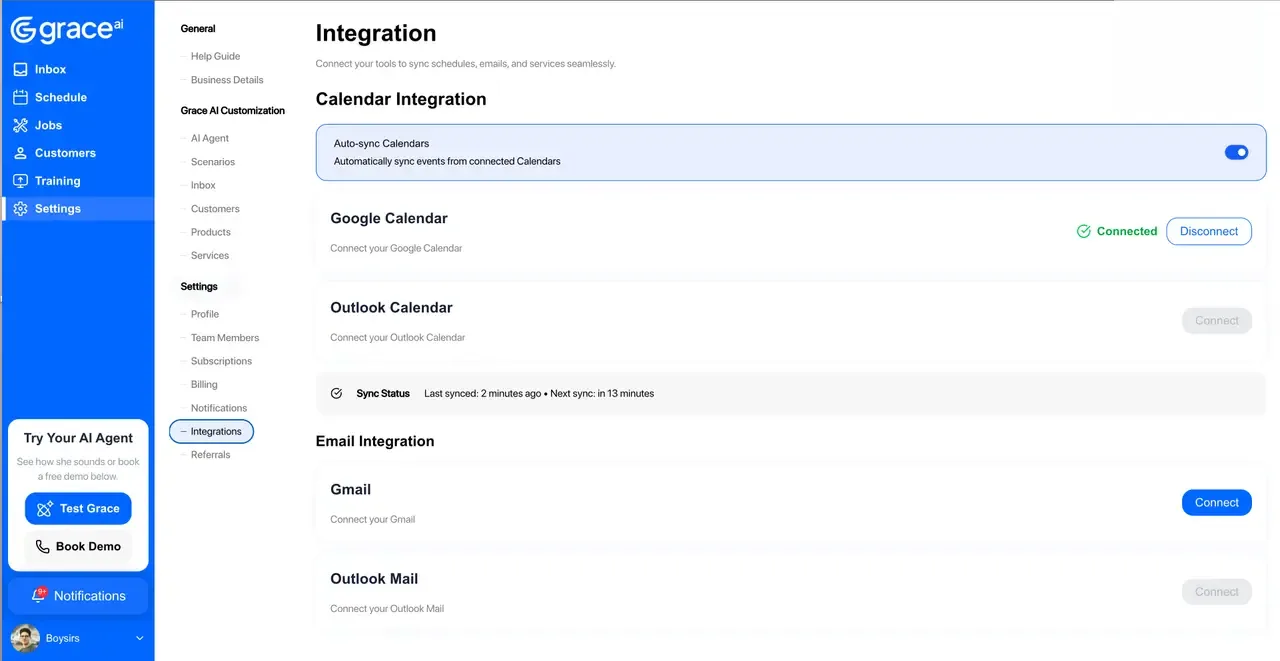 grace ai
Inbox
Schedule
Jobs
Customers
Training
Settings
Try Your AI Agent
See how she sounds or book
a free demo below.
Test Grace
Book Demo
9+
Notifications
Boysirs
General
Help Guide
Business Details
Grace AI Customization
AI Agent
Scenarios
Inbox
Customers
Products
Services
Settings
Profile
Team Members
Subscriptions
Billing
Notifications
Integrations
Referrals
Integration
Connect your tools to sync schedules, emails, and services seamlessly.
Calendar Integration
Auto-sync Calendars
Automatically sync events from connected Calendars
Google Calendar
Connect your Google Calendar
Connected
Disconnect
Outlook Calendar
Connect your Outlook Calendar
Connect
Sync Status Last synced: 2 minutes ago • Next sync: in 13 minutes
Email Integration
Gmail
Connect your Gmail
Connect
Outlook Mail
Connect your Outlook Mail
Connect